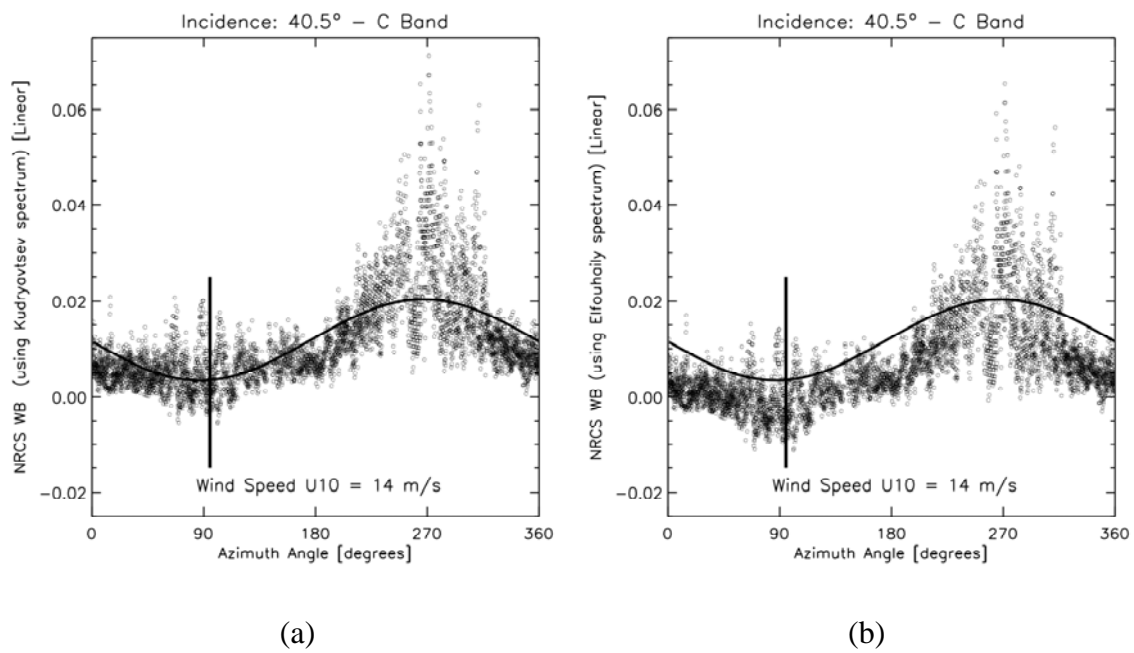 Incidence: 40.5° – C Band
NRCS WB (using Kudryavtsev spectrum) [Linear]
0.06
0.04
0.02
0.00
−0.02
Wind Speed U10 = 14 m/s
0 90 180 270 360
Azimuth Angle [degrees]
(a)
Incidence: 40.5° – C Band
NRCS WB (using Elfouhaily spectrum) [Linear]
0.06
0.04
0.02
0.00
−0.02
Wind Speed U10 = 14 m/s
0 90 180 270 360
Azimuth Angle [degrees]
(b)